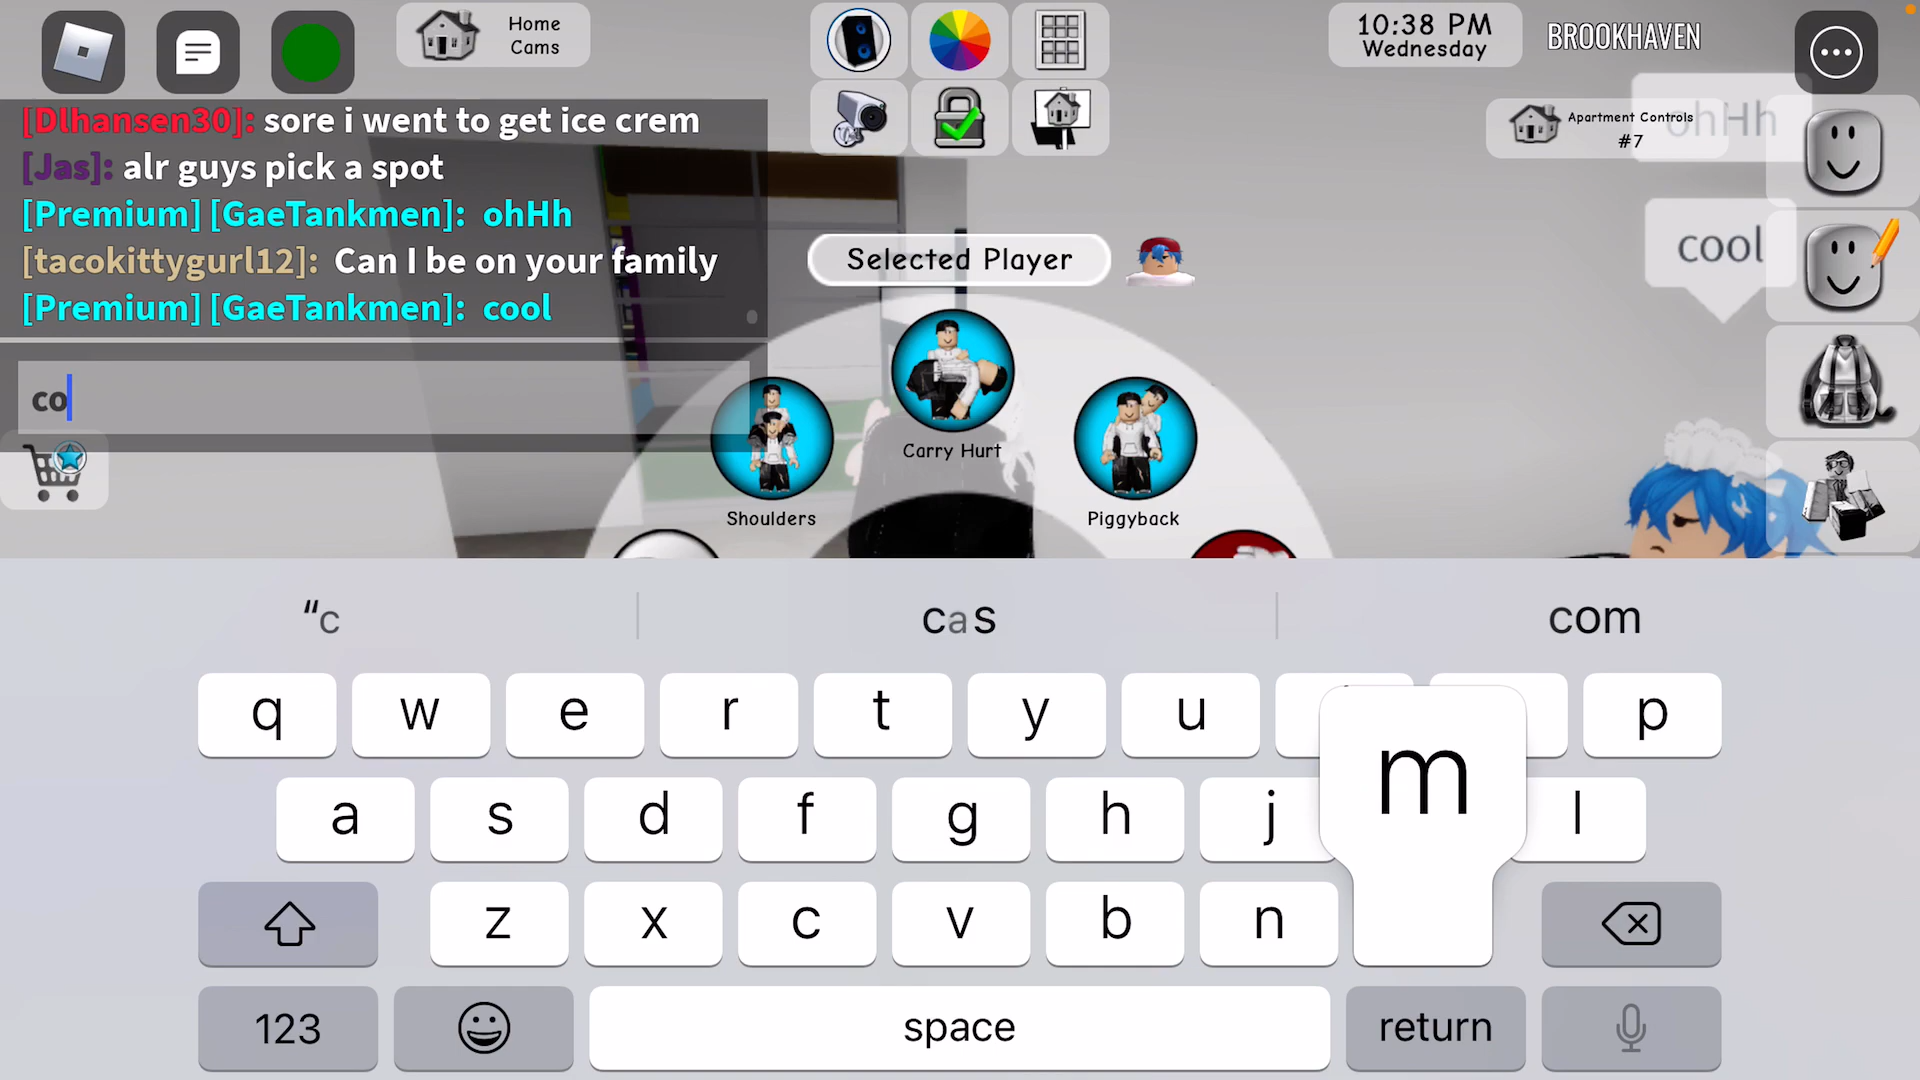 Home
Cams
10:38 PM
Wednesday
BROOKHAVEN
[Dlhansen30]: sore i went to get ice crem
[Jas]: alr guys pick a spot
[Premium] [GaeTankmen]: ohHh
[tacokittygurl12]: Can I be on your family
[Premium] [GaeTankmen]: cool
co
Apartment Controls
#7
ohHh
cool
Selected Player
Carry Hurt
Shoulders
Piggyback
"c
cas
com
q w e r t y u p
a s d f g h j l
m
z x c v b n
123
space
return